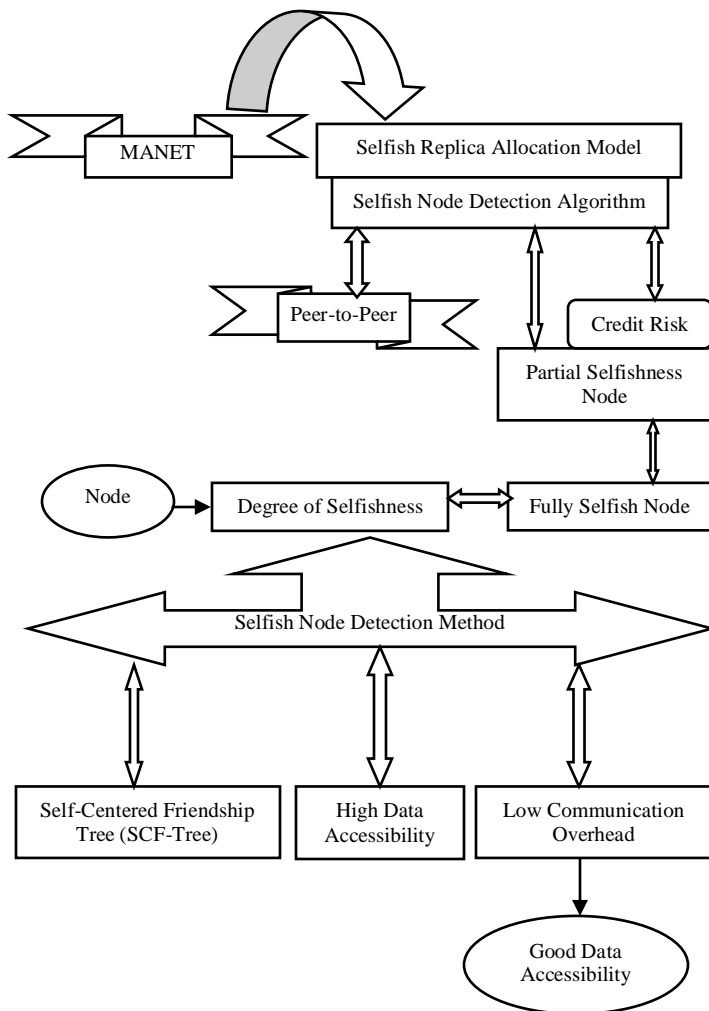 MANET
Selfish Replica Allocation Model
Selfish Node Detection Algorithm
Peer-to-Peer
Credit Risk
Partial Selfishness
Node
Node
Degree of Selfishness
Fully Selfish Node
Selfish Node Detection Method
Self-Centered Friendship
Tree (SCF-Tree)
High Data
Accessibility
Low Communication
Overhead
Good Data
Accessibility